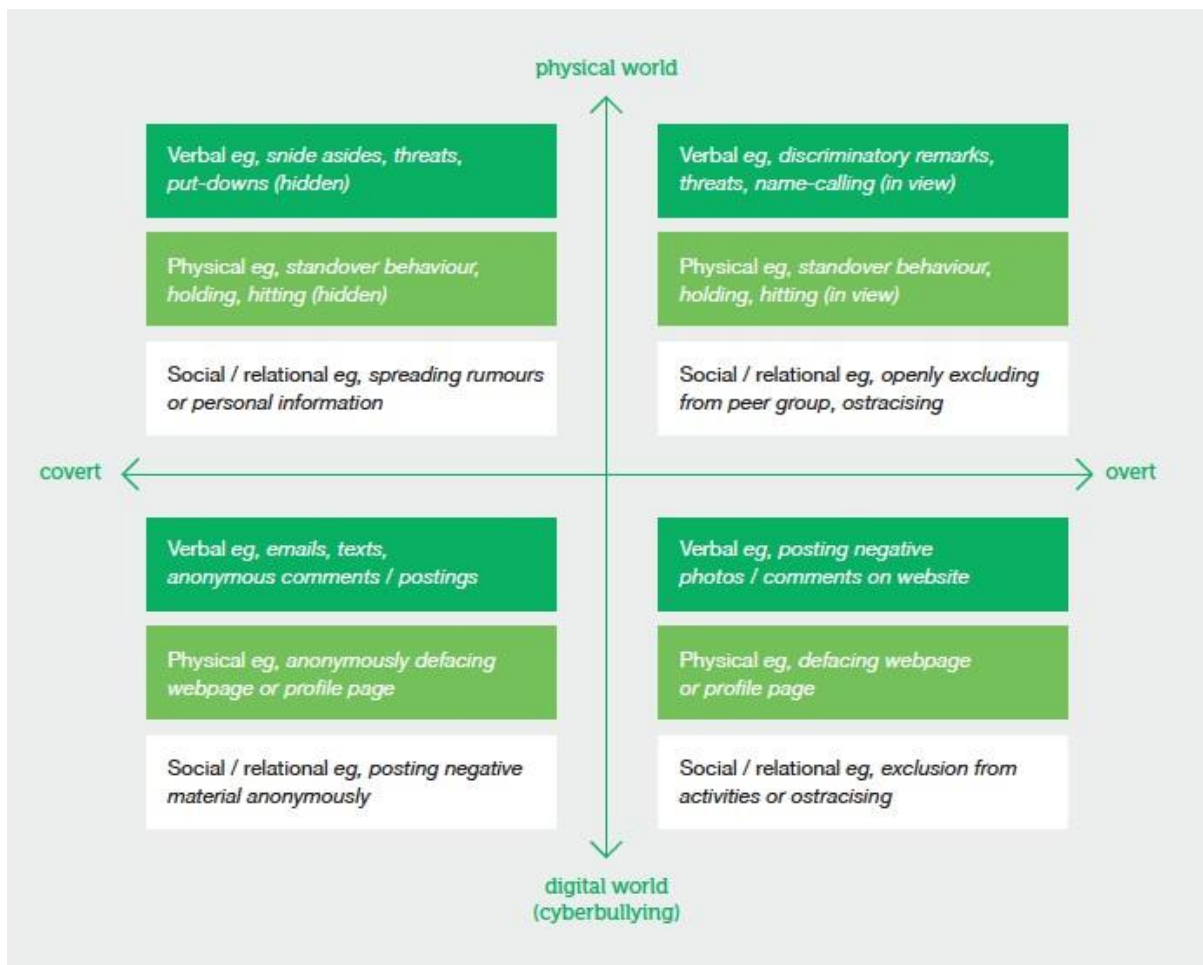 physical world
Verbal eg, snide asides, threats,
put-downs (hidden)
Physical eg, standover behaviour,
holding, hitting (hidden)
Social / relational eg, spreading rumours
or personal information
Verbal eg, discriminatory remarks,
threats, name-calling (in view)
Physical eg, standover behaviour,
holding, hitting (in view)
Social / relational eg, openly excluding
from peer group, ostracising
covert
overt
Verbal eg, emails, texts,
anonymous comments / postings
Physical eg, anonymously defacing
webpage or profile page
Social / relational eg, posting negative
material anonymously
Verbal eg, posting negative
photos / comments on website
Physical eg, defacing webpage
or profile page
Social / relational eg, exclusion from
activities or ostracising
digital world
(cyberbullying)